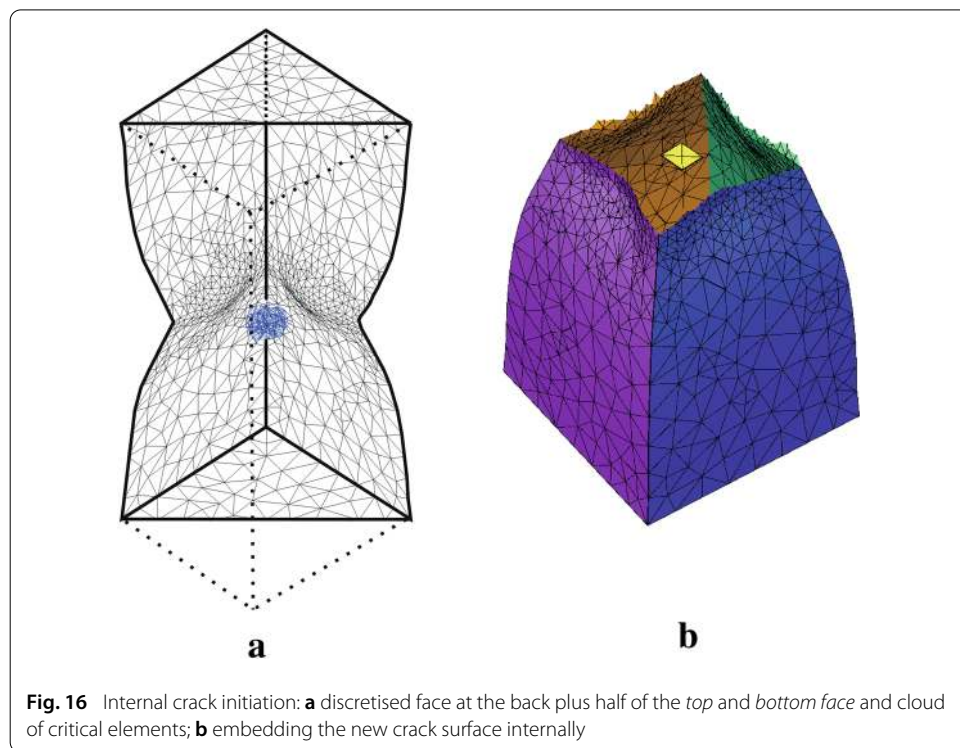 a
b
Fig. 16 Internal crack initiation: a discretised face at the back plus half of the top and bottom face and cloud
of critical elements; b embedding the new crack surface internally